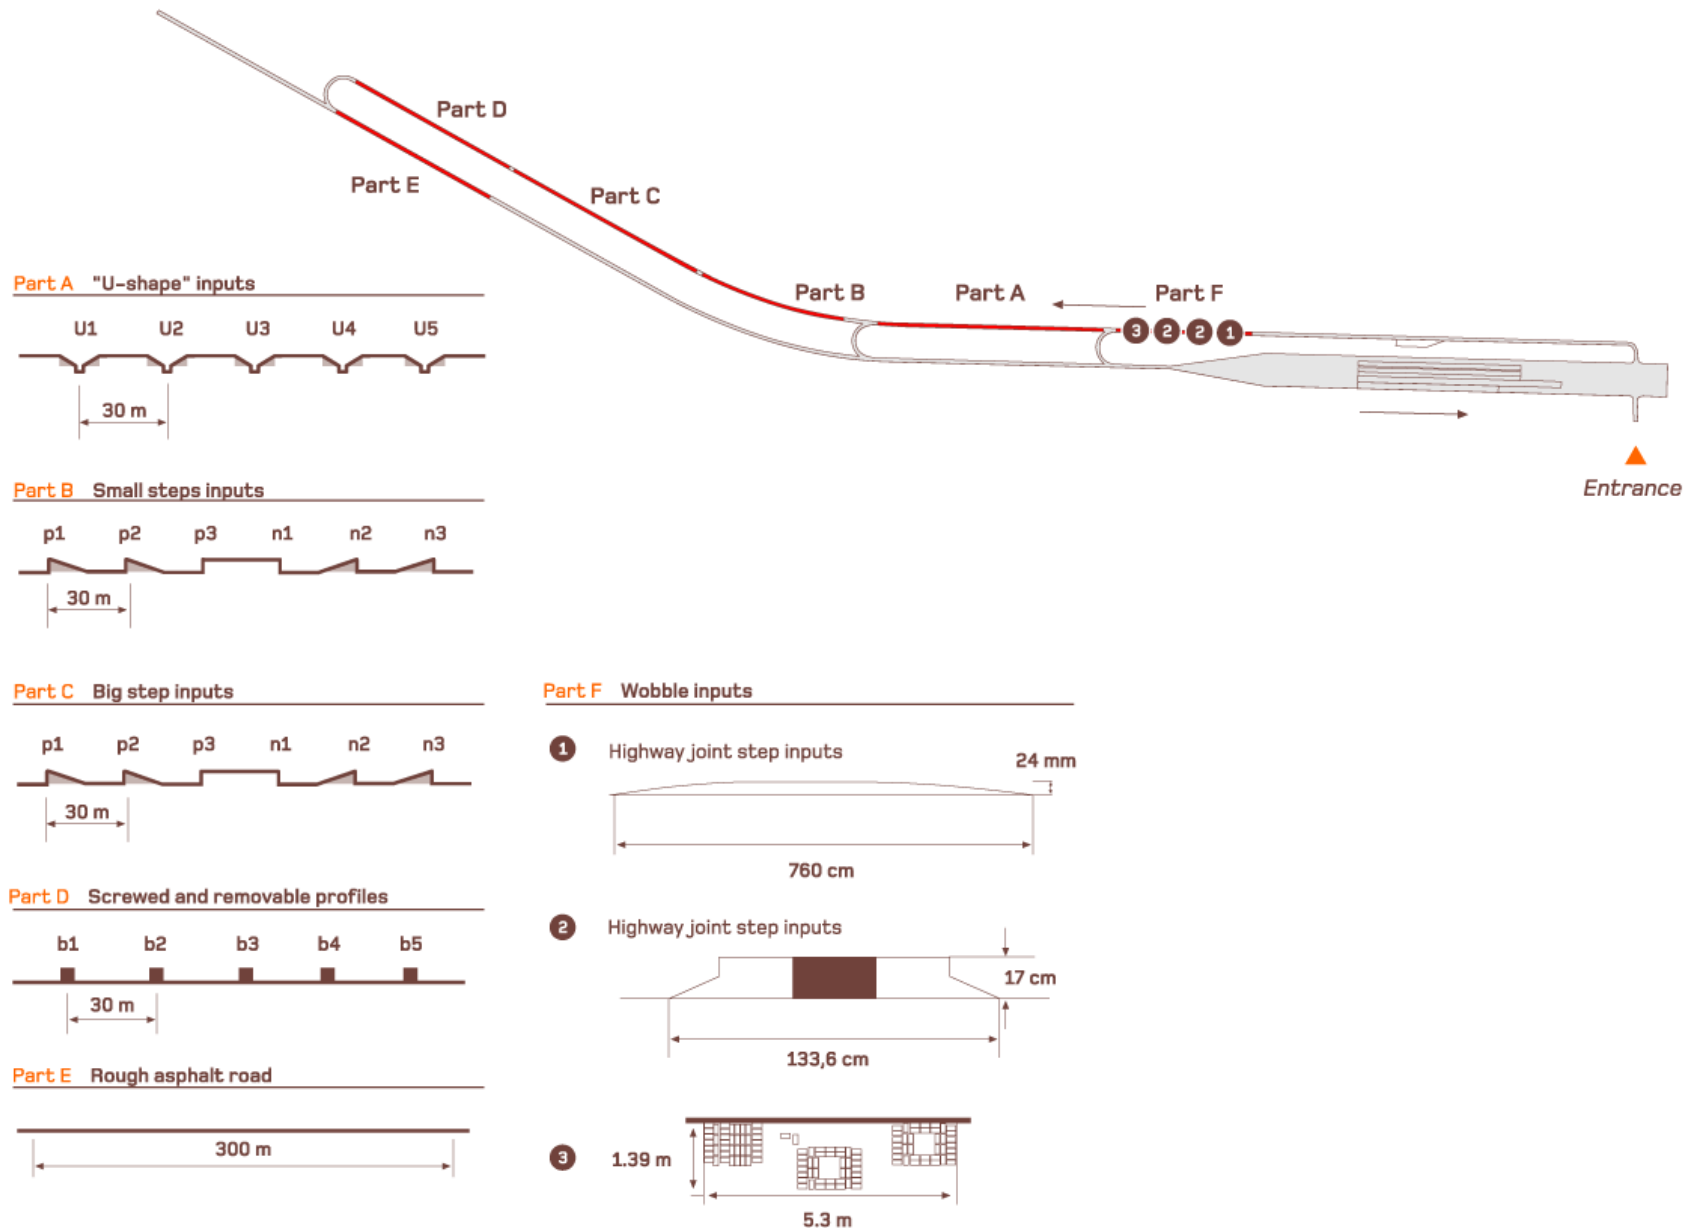 Part D
Part E
Part C
Part B
Part A
Part F
3 2 2 1
Entrance
Part A "U-shape" inputs
U1 U2 U3 U4 U5
30 m
Part B Small steps inputs
p1 p2 p3 n1 n2 n3
30 m
Part C Big step inputs
p1 p2 p3 n1 n2 n3
30 m
Part D Screwed and removable profiles
b1 b2 b3 b4 b5
30 m
Part E Rough asphalt road
300 m
Part F Wobble inputs
1 Highway joint step inputs
24 mm
760 cm
2 Highway joint step inputs
17 cm
133,6 cm
3 1.39 m
5.3 m